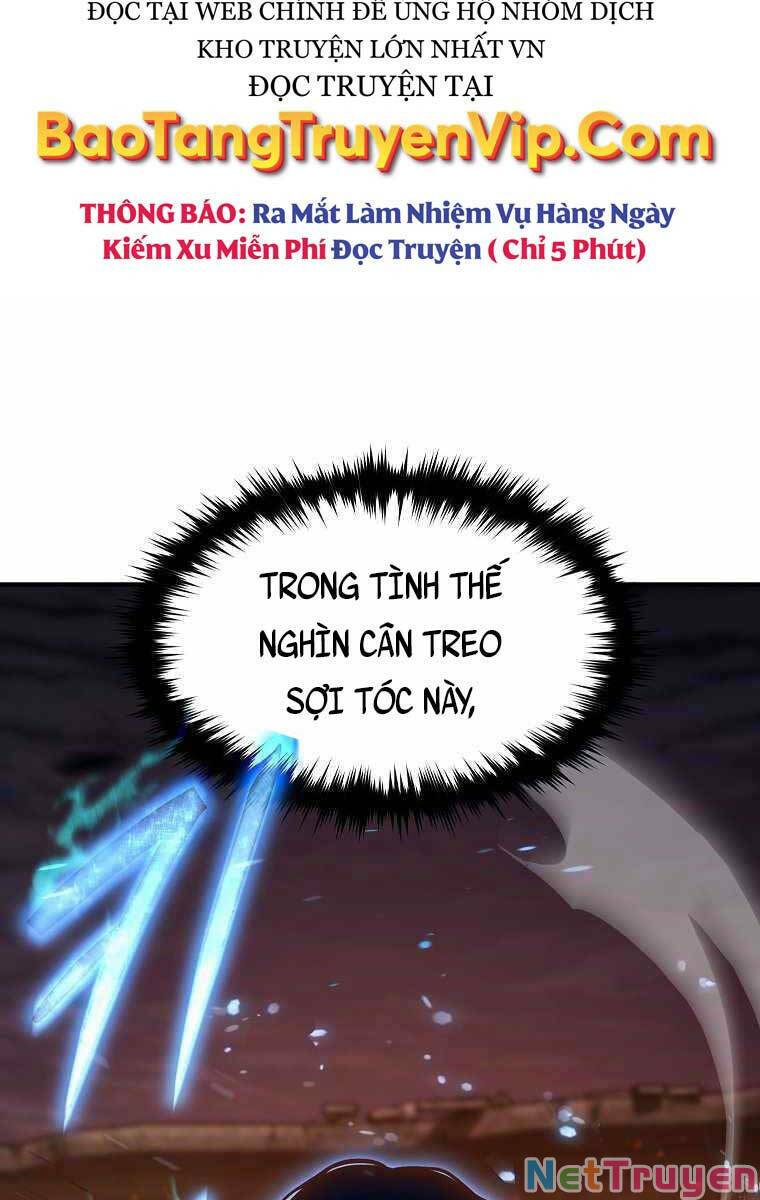 ĐỌC TẠI WEB CHÍNH ĐỂ ỦNG HỘ NHÓM DỊCH
KHO TRUYỆN LỚN NHẤT VN
ĐỌC TRUYỆN TẠI
BaoTangTruyenVip.Com
THÔNG BÁO: Ra Mắt Làm Nhiệm Vụ Hàng Ngày
Kiếm Xu Miễn Phí Đọc Truyện ( Chỉ 5 Phút)
TRONG TÌNH THẾ
NGHÌN CÂN TREO
SỢI TÓC NÀY,
NetTruyen